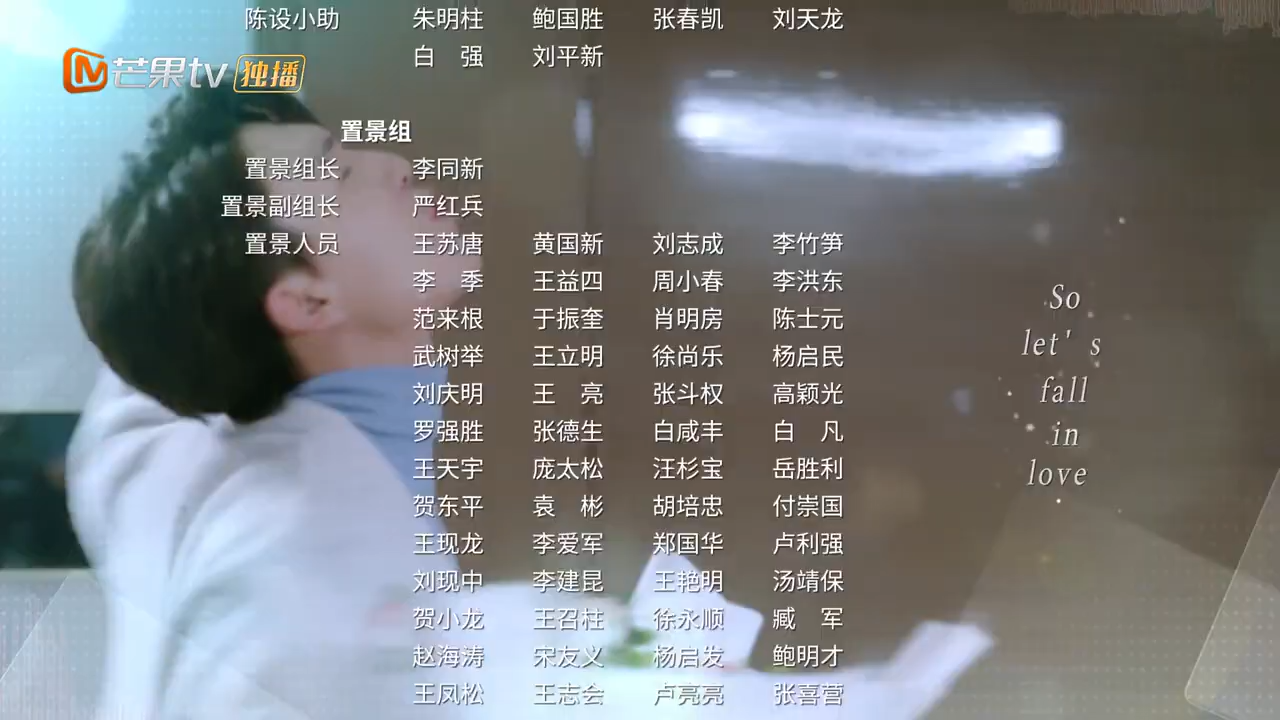 陈设小助 朱明柱 鲍国胜 张春凯 刘天龙
白 强 刘平新
芒果tv 独播
置景组
置景组长 李同新
置景副组长 严红兵
置景人员 王苏唐 黄国新 刘志成 李竹笋
李 季 王益四 周小春 李洪东
范来根 于振奎 肖明房 陈士元
武树举 王立明 徐尚乐 杨启民
刘庆明 王 亮 张斗权 高颖光
罗强胜 张德生 白咸丰 白 凡
王天宇 庞太松 汪杉宝 岳胜利
贺东平 袁 彬 胡培忠 付崇国
王现龙 李爱军 郑国华 卢利强
刘现中 李建昆 王艳明 汤靖保
贺小龙 王召柱 徐永顺 臧 军
赵海涛 宋友义 杨启发 鲍明才
王凤松 王志会 卢亮亮 张喜营
So
let's
fall
in
love